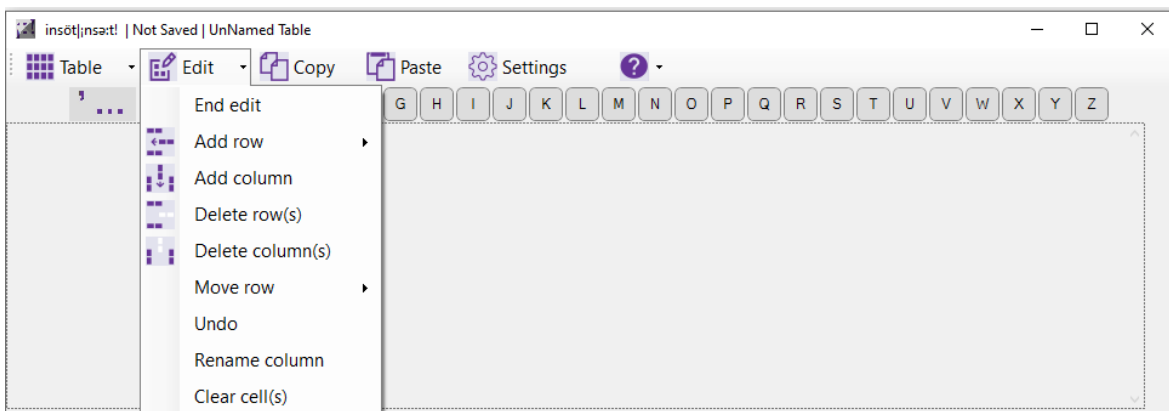 insöt|¡nsə:t! | Not Saved | UnNamed Table
Table Edit Copy Paste Settings ?
' ... G H I J K L M N O P Q R S T U V W X Y Z
End edit
Add row
Add column
Delete row(s)
Delete column(s)
Move row
Undo
Rename column
Clear cell(s)